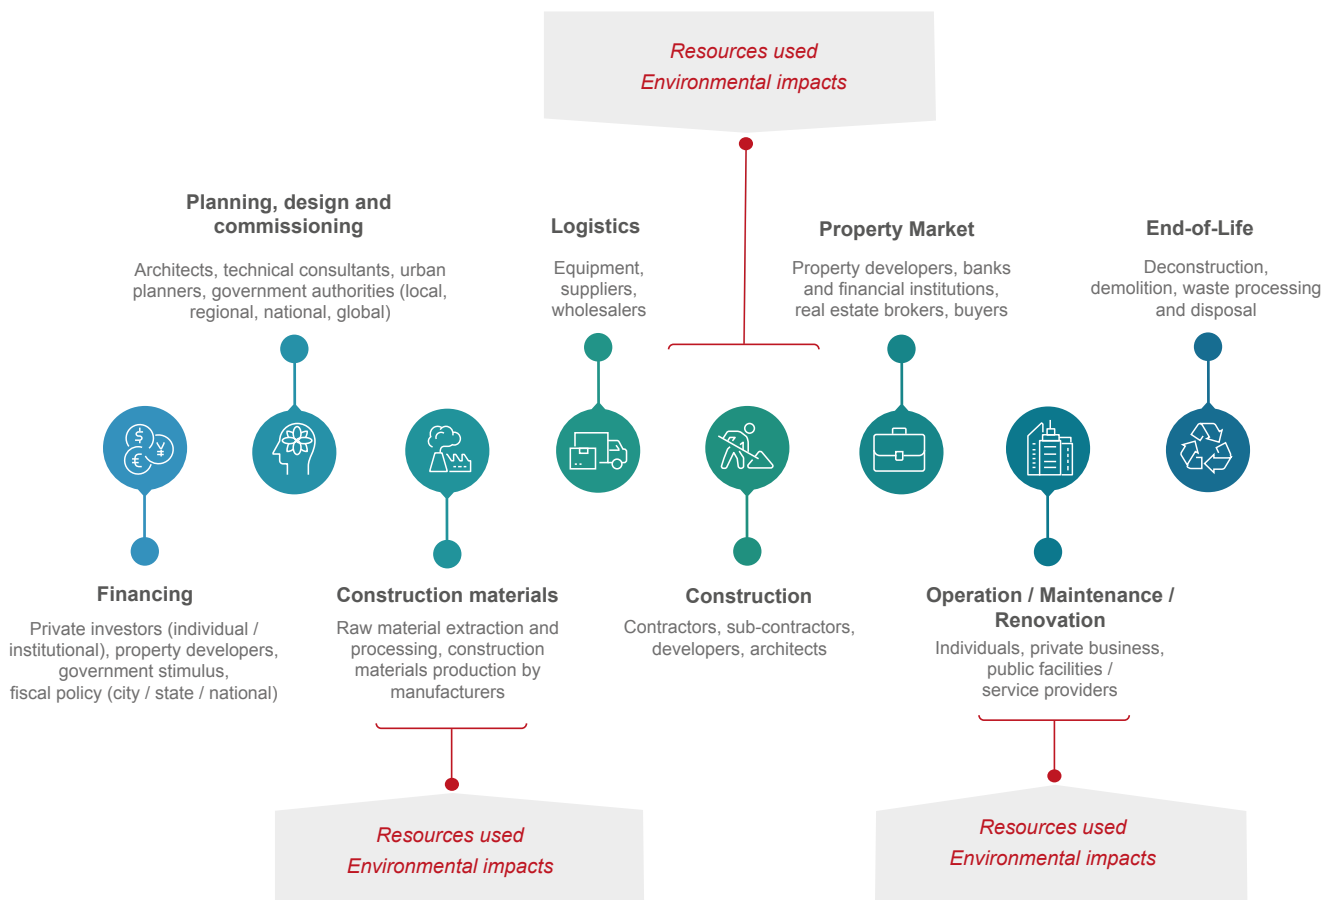 Resources used
Environmental impacts
Planning, design and
commissioning
Architects, technical consultants, urban
planners, government authorities (local,
regional, national, global)
Logistics
Equipment,
suppliers,
wholesalers
Property Market
Property developers, banks
and financial institutions,
real estate brokers, buyers
End-of-Life
Deconstruction,
demolition, waste processing
and disposal
$
¥
€
Financing
Private investors (individual /
institutional), property developers,
government stimulus,
fiscal policy (city / state / national)
Construction materials
Raw material extraction and
processing, construction
materials production by
manufacturers
Construction
Contractors, sub-contractors,
developers, architects
Operation / Maintenance /
Renovation
Individuals, private business,
public facilities /
service providers
Resources used
Environmental impacts
Resources used
Environmental impacts